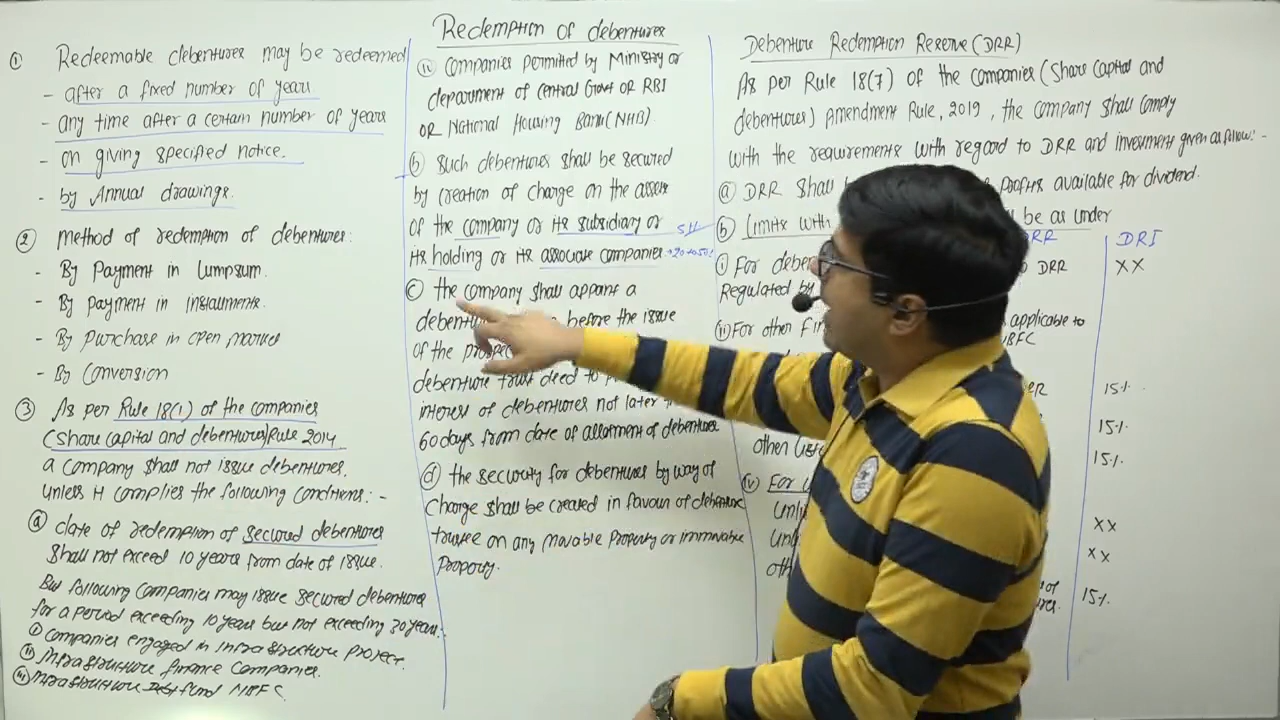 Redemption of debentures
① Redeemable debentures may be redeemed
- after a fixed number of years
- any time after a certain number of years
- on giving specified notice.
- by Annual drawings.
② Method of redemption of debentures:
- By Payment in Lumpsum.
- By payment in installments.
- By purchase in open market
- By Conversion
③ As per Rule 18(1) of the companies
(Share Capital and debentures) Rule 2014
a Company shall not issue debentures,
unless it complies the following conditions: -
ⓐ date of redemption of secured debentures
shall not exceed 10 years from date of issue.
But following companies may issue secured debentures
for a period exceeding 10 years but not exceeding 30 years.
ⓘ Companies engaged in infrastructure project.
ⓘⓘ Infrastructure finance Companies.
ⓘⓘⓘ Infrastructure Debt fund NBFC
ⓘⓥ Companies permitted by Ministry or
department of Central Govt OR RBI
OR National Housing Bank (NHB)
ⓑ Such debentures shall be secured
by creation of charge on the assets
of the company or its subsidiary or 51%
its holding or its associate companies. →20 to 50%
ⓒ the company shall appoint a
before the issue
of the
debenture trust deed to
interest of debentures not later
60 days from date of allotment of debentures
ⓓ the security for debentures by way of
Charge shall be created in favour of debenture
trustee on any movable Property or immovable
Property.
Debenture Redemption Reserve (DRR)
As per Rule 18(7) of the companies (Share Capital and
debentures) Amendment Rule, 2019, the company shall comply
with the requirements with regard to DRR and investment given as follow: -
ⓐ DRR shall profits available for dividend.
ⓑ Limits with be as under
DRI
ⓘ For DRR XX
Regulated by
ⓘⓘ For other applicable to
15%
15%
other 15%
ⓘⓥ For
XX
XX
of
15%